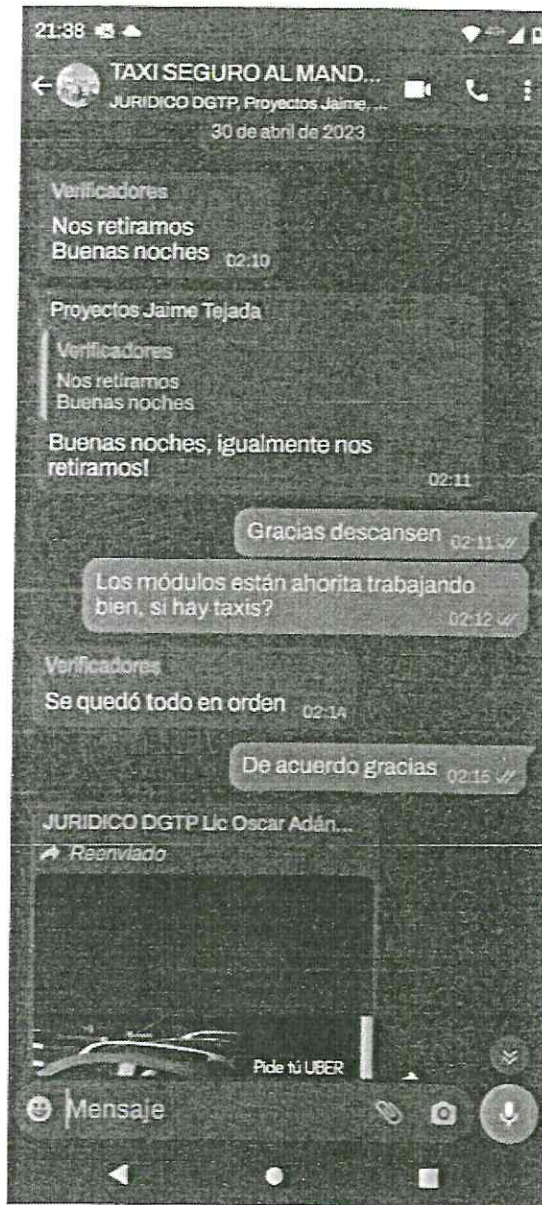 21:38
TAXI SEGURO AL MAND...
JURIDICO DGTP, Proyectos Jaime, ...
30 de abril de 2023
Verificadores
Nos retiramos
Buenas noches 02:10
Proyectos Jaime Tejada
Verificadores
Nos retiramos
Buenas noches
Buenas noches, igualmente nos
retiramos!
02:11
Gracias descansen 02:11
Los módulos están ahorita trabajando
bien, si hay taxis?
02:12
Verificadores
Se quedó todo en orden 02:14
De acuerdo gracias 02:15
JURIDICO DGTP Lic Oscar Adán...
Reenviado
Pide tú UBER
Mensaje